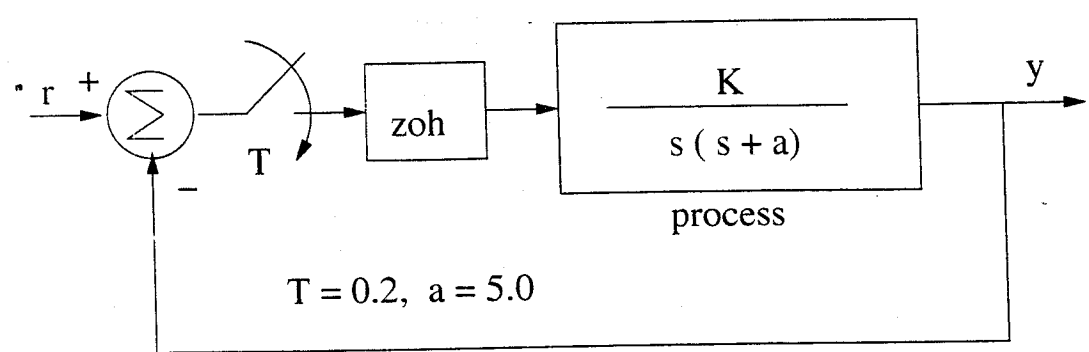 r
+
Σ
−
T
zoh
K
s ( s + a)
process
y
T = 0.2, a = 5.0